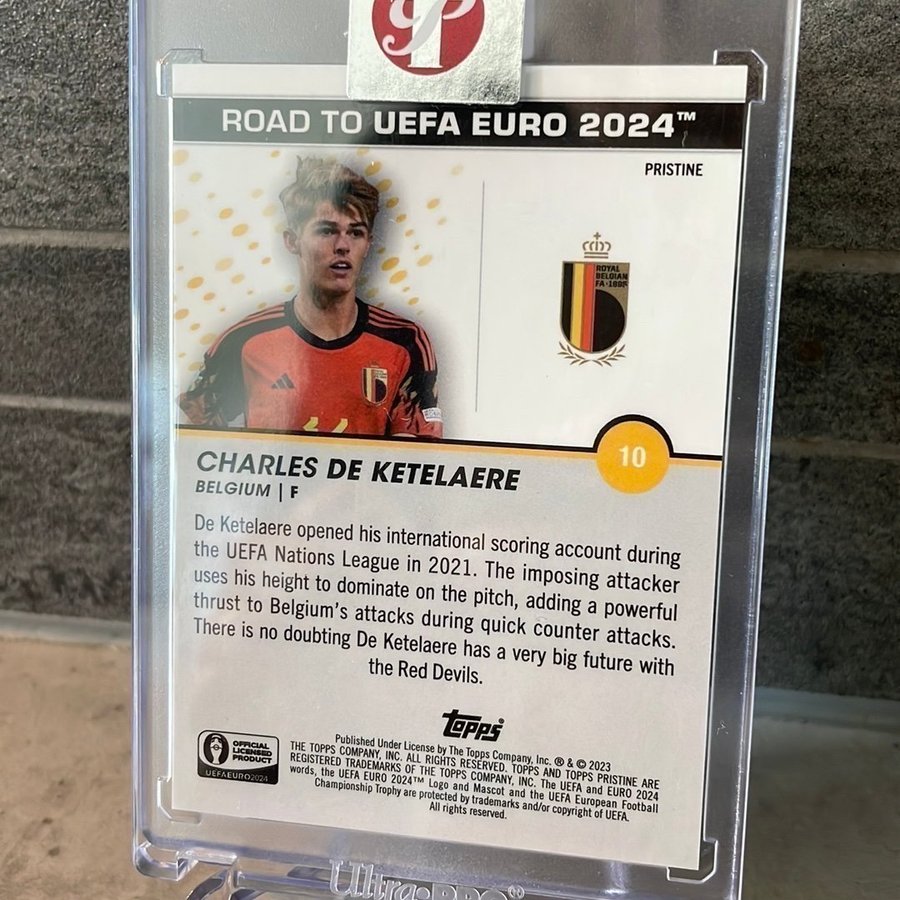 ROAD TO UEFA EURO 2024™
PRISTINE
ROYAL
BELGIAN
FA·1895
10
CHARLES DE KETELAERE
BELGIUM | F
De Ketelaere opened his international scoring account during
the UEFA Nations League in 2021. The imposing attacker
uses his height to dominate on the pitch, adding a powerful
thrust to Belgium's attacks during quick counter attacks.
There is no doubting De Ketelaere has a very big future with
the Red Devils.
topps®
OFFICIAL
LICENSED
PRODUCT
UEFAEURO2024
Published Under License by The Topps Company, Inc. ® & © 2023
THE TOPPS COMPANY, INC. ALL RIGHTS RESERVED. TOPPS AND TOPPS PRISTINE ARE
REGISTERED TRADEMARKS OF THE TOPPS COMPANY, INC. The UEFA and EURO 2024
words, the UEFA EURO 2024™ Logo and Mascot and the UEFA European Football
Championship Trophy are protected by trademarks and/or copyright of UEFA.
All rights reserved.
Ultra·PRO®